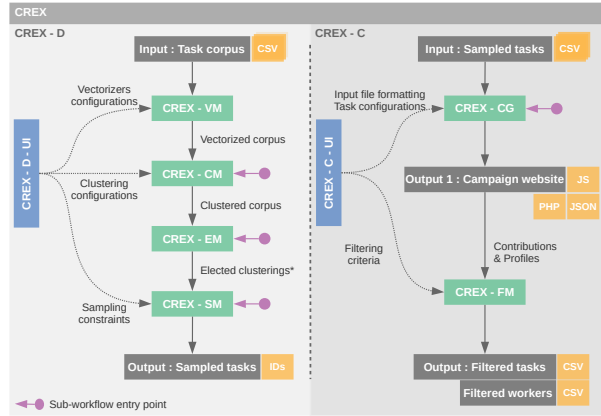 CREX
CREX - D
Input : Task corpus
CSV
Vectorizers
configurations
CREX - VM
Vectorized corpus
CREX - D - UI
CREX - CM
Clustering
configurations
Clustered corpus
CREX - EM
Elected clusterings*
CREX - SM
Sampling
constraints
Output : Sampled tasks
IDs
Sub-workflow entry point
CREX - C
Input : Sampled tasks
CSV
Input file formatting
Task configurations
CREX - CG
CREX - C - UI
Output 1 : Campaign website
JS
PHP
JSON
Filtering
criteria
Contributions
& Profiles
CREX - FM
Output : Filtered tasks
CSV
Filtered workers
CSV